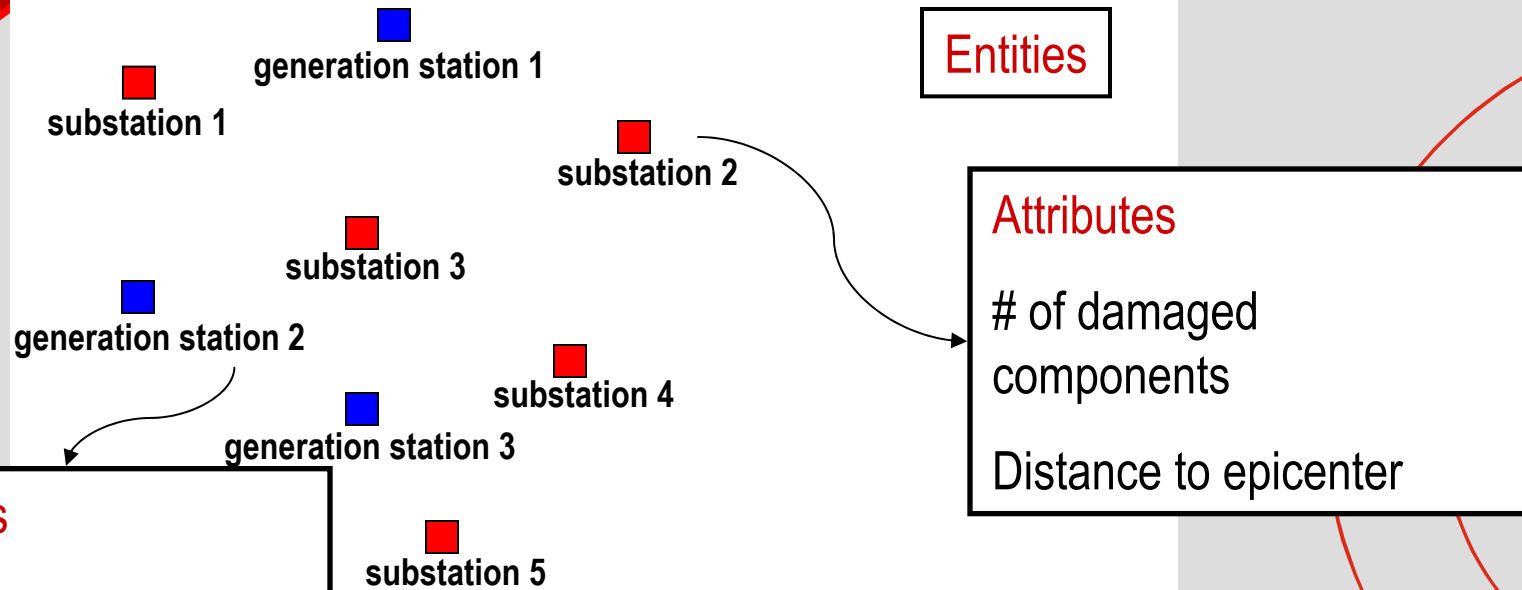 generation station 1
Entities
substation 1
substation 2
Attributes
substation 3
# of damaged
components
generation station 2
substation 4
generation station 3
Distance to epicenter
s
substation 5